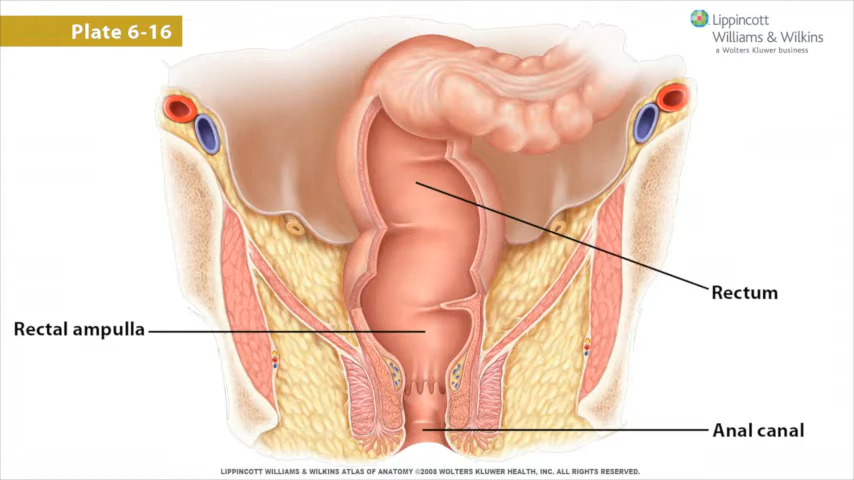 Plate 6-16
Lippincott
Williams & Wilkins
a Wolters Kluwer business
Rectum
Rectal ampulla
Anal canal
LIPPINCOTT WILLIAMS & WILKINS ATLAS OF ANATOMY ©2008 WOLTERS KLUWER HEALTH, INC. ALL RIGHTS RESERVED.